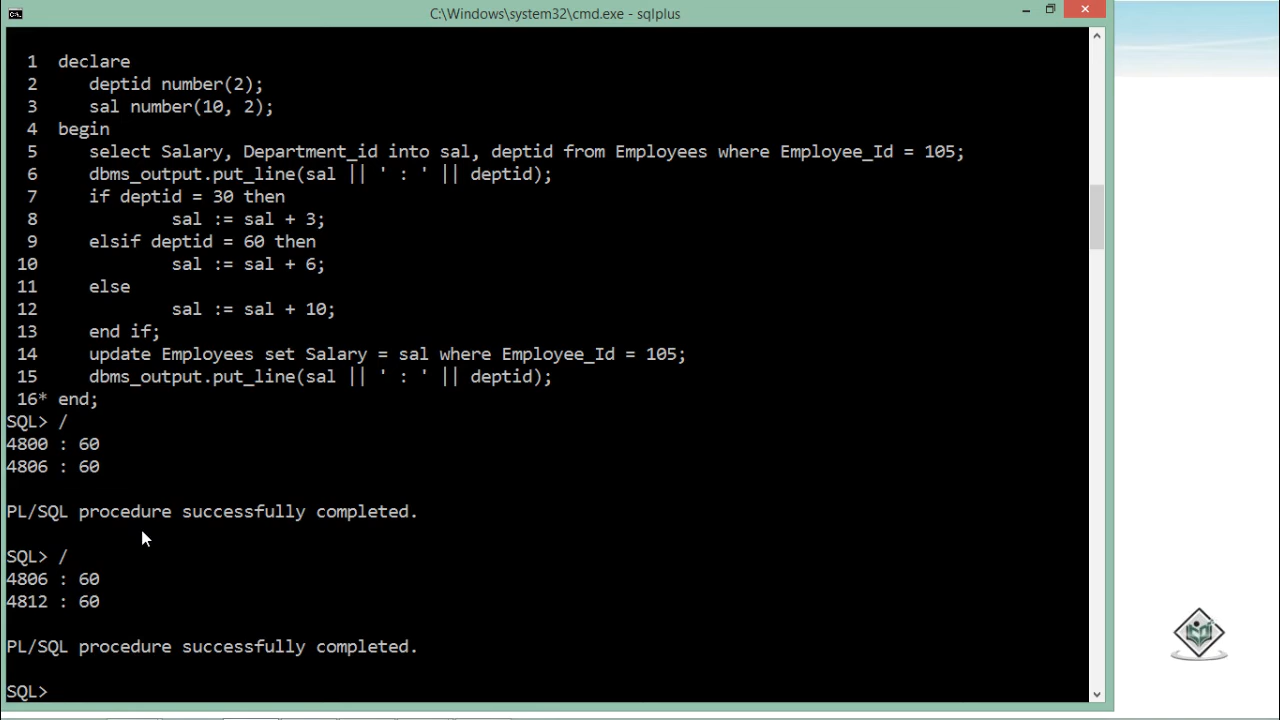 C:\Windows\system32\cmd.exe - sqlplus
1 declare
2 deptid number(2);
3 sal number(10, 2);
4 begin
5 select Salary, Department_id into sal, deptid from Employees where Employee_Id = 105;
6 dbms_output.put_line(sal || ' : ' || deptid);
7 if deptid = 30 then
8 sal := sal + 3;
9 elsif deptid = 60 then
10 sal := sal + 6;
11 else
12 sal := sal + 10;
13 end if;
14 update Employees set Salary = sal where Employee_Id = 105;
15 dbms_output.put_line(sal || ' : ' || deptid);
16* end;
SQL> /
4800 : 60
4806 : 60
PL/SQL procedure successfully completed.
SQL> /
4806 : 60
4812 : 60
PL/SQL procedure successfully completed.
SQL>